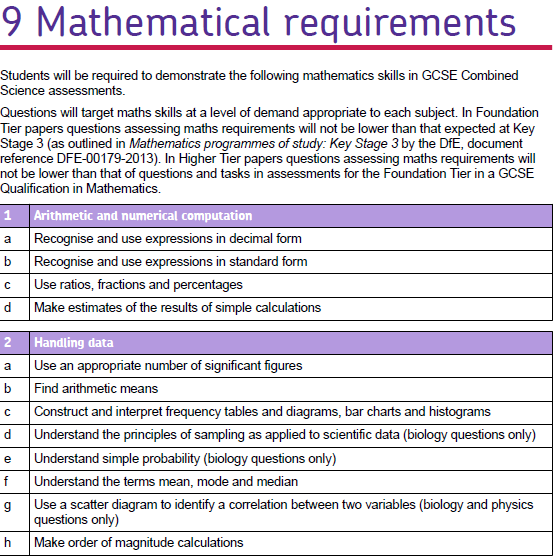 9 Mathematical requirements
Students will be required to demonstrate the following mathematics skills in GCSE Combined
Science assessments.
Questions will target maths skills at a level of demand appropriate to each subject. In Foundation
Tier papers questions assessing maths requirements will not be lower than that expected at Key
Stage 3 (as outlined in Mathematics programmes of study: Key Stage 3 by the DfE, document
reference DFE-00179-2013). In Higher Tier papers questions assessing maths requirements will
not be lower than that of questions and tasks in assessments for the Foundation Tier in a GCSE
Qualification in Mathematics.
1 Arithmetic and numerical computation
a Recognise and use expressions in decimal form
b Recognise and use expressions in standard form
c Use ratios, fractions and percentages
d Make estimates of the results of simple calculations
2 Handling data
a Use an appropriate number of significant figures
b Find arithmetic means
c Construct and interpret frequency tables and diagrams, bar charts and histograms
d Understand the principles of sampling as applied to scientific data (biology questions only)
e Understand simple probability (biology questions only)
f Understand the terms mean, mode and median
g Use a scatter diagram to identify a correlation between two variables (biology and physics
questions only)
h Make order of magnitude calculations